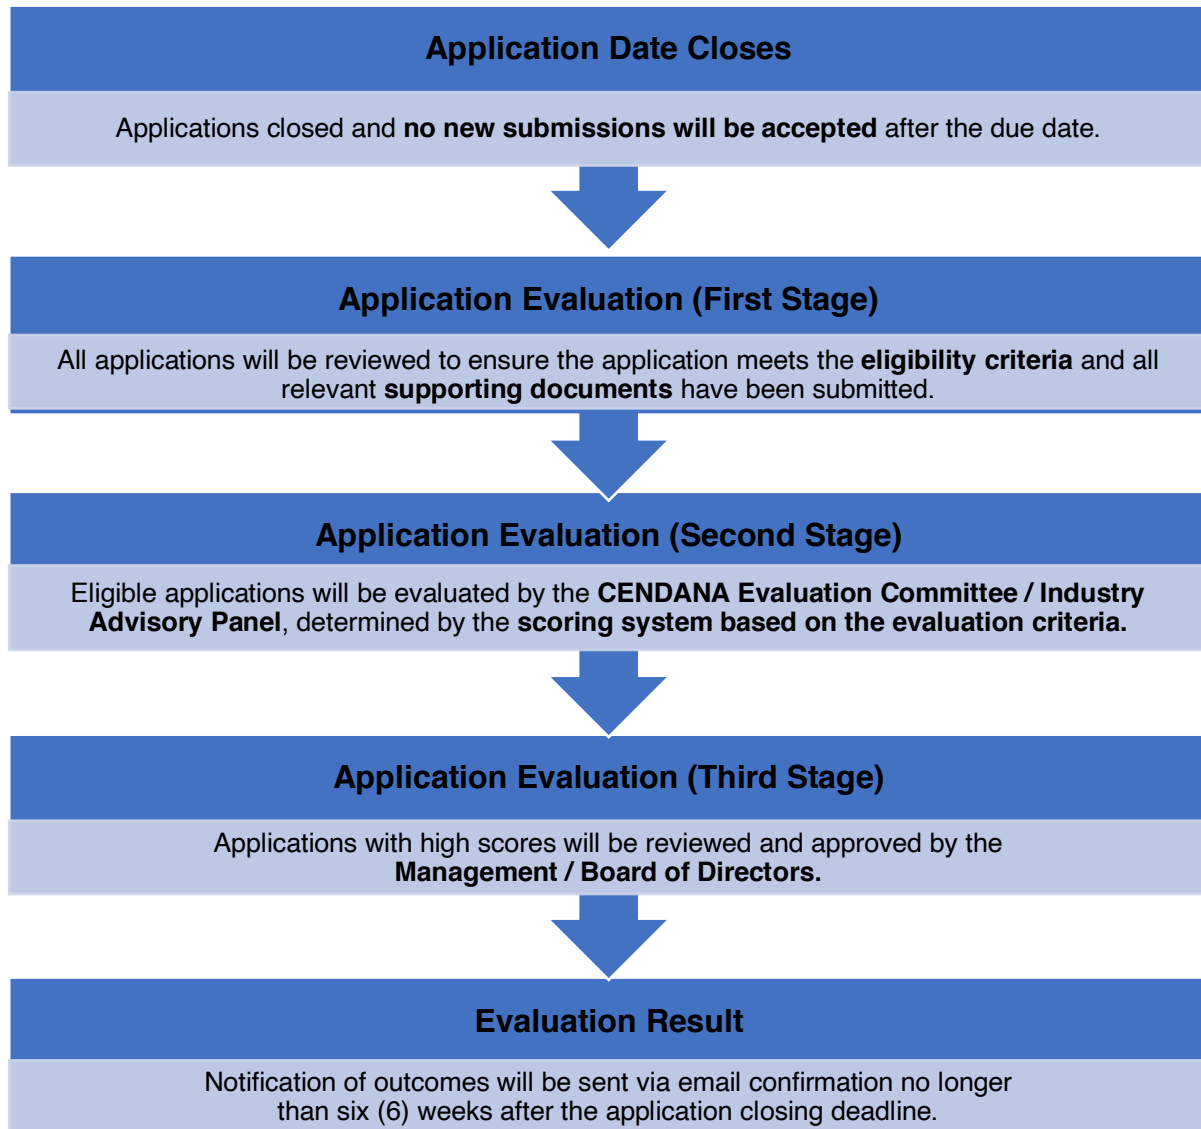 Application Date Closes
Applications closed and no new submissions will be accepted after the due date.
Application Evaluation (First Stage)
All applications will be reviewed to ensure the application meets the eligibility criteria and all
relevant supporting documents have been submitted.
Application Evaluation (Second Stage)
Eligible applications will be evaluated by the CENDANA Evaluation Committee / Industry
Advisory Panel, determined by the scoring system based on the evaluation criteria.
Application Evaluation (Third Stage)
Applications with high scores will be reviewed and approved by the
Management / Board of Directors.
Evaluation Result
Notification of outcomes will be sent via email confirmation no longer
than six (6) weeks after the application closing deadline.